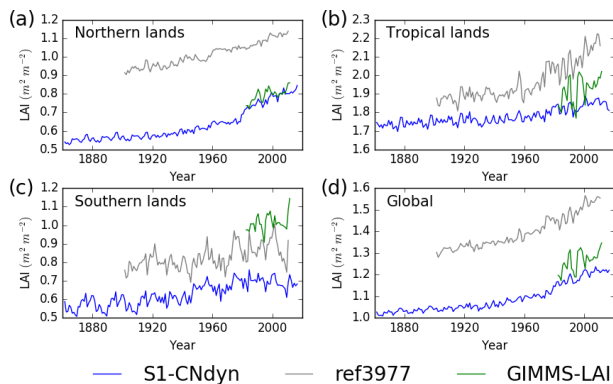 (a) Northern lands
LAI (m² m⁻²)
1.2
1.1
1.0
0.9
0.8
0.7
0.6
0.5
1880 1920 1960 2000
Year
(b) Tropical lands
LAI (m² m⁻²)
2.3
2.2
2.1
2.0
1.9
1.8
1.7
1.6
1880 1920 1960 2000
Year
(c) Southern lands
LAI (m² m⁻²)
1.2
1.1
1.0
0.9
0.8
0.7
0.6
0.5
1880 1920 1960 2000
Year
(d) Global
LAI (m² m⁻²)
1.6
1.5
1.4
1.3
1.2
1.1
1.0
1880 1920 1960 2000
Year
S1-CNdyn ref3977 GIMMS-LAI